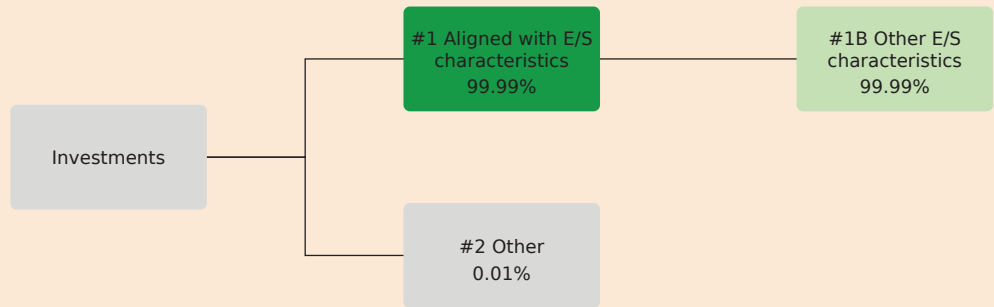 #1 Aligned with E/S
characteristics
99.99%
#1B Other E/S
characteristics
99.99%
Investments
#2 Other
0.01%